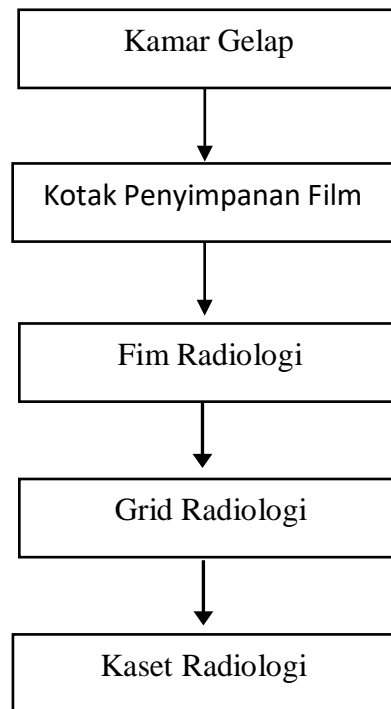 Kamar Gelap
Kotak Penyimpanan Film
Fim Radiologi
Grid Radiologi
Kaset Radiologi